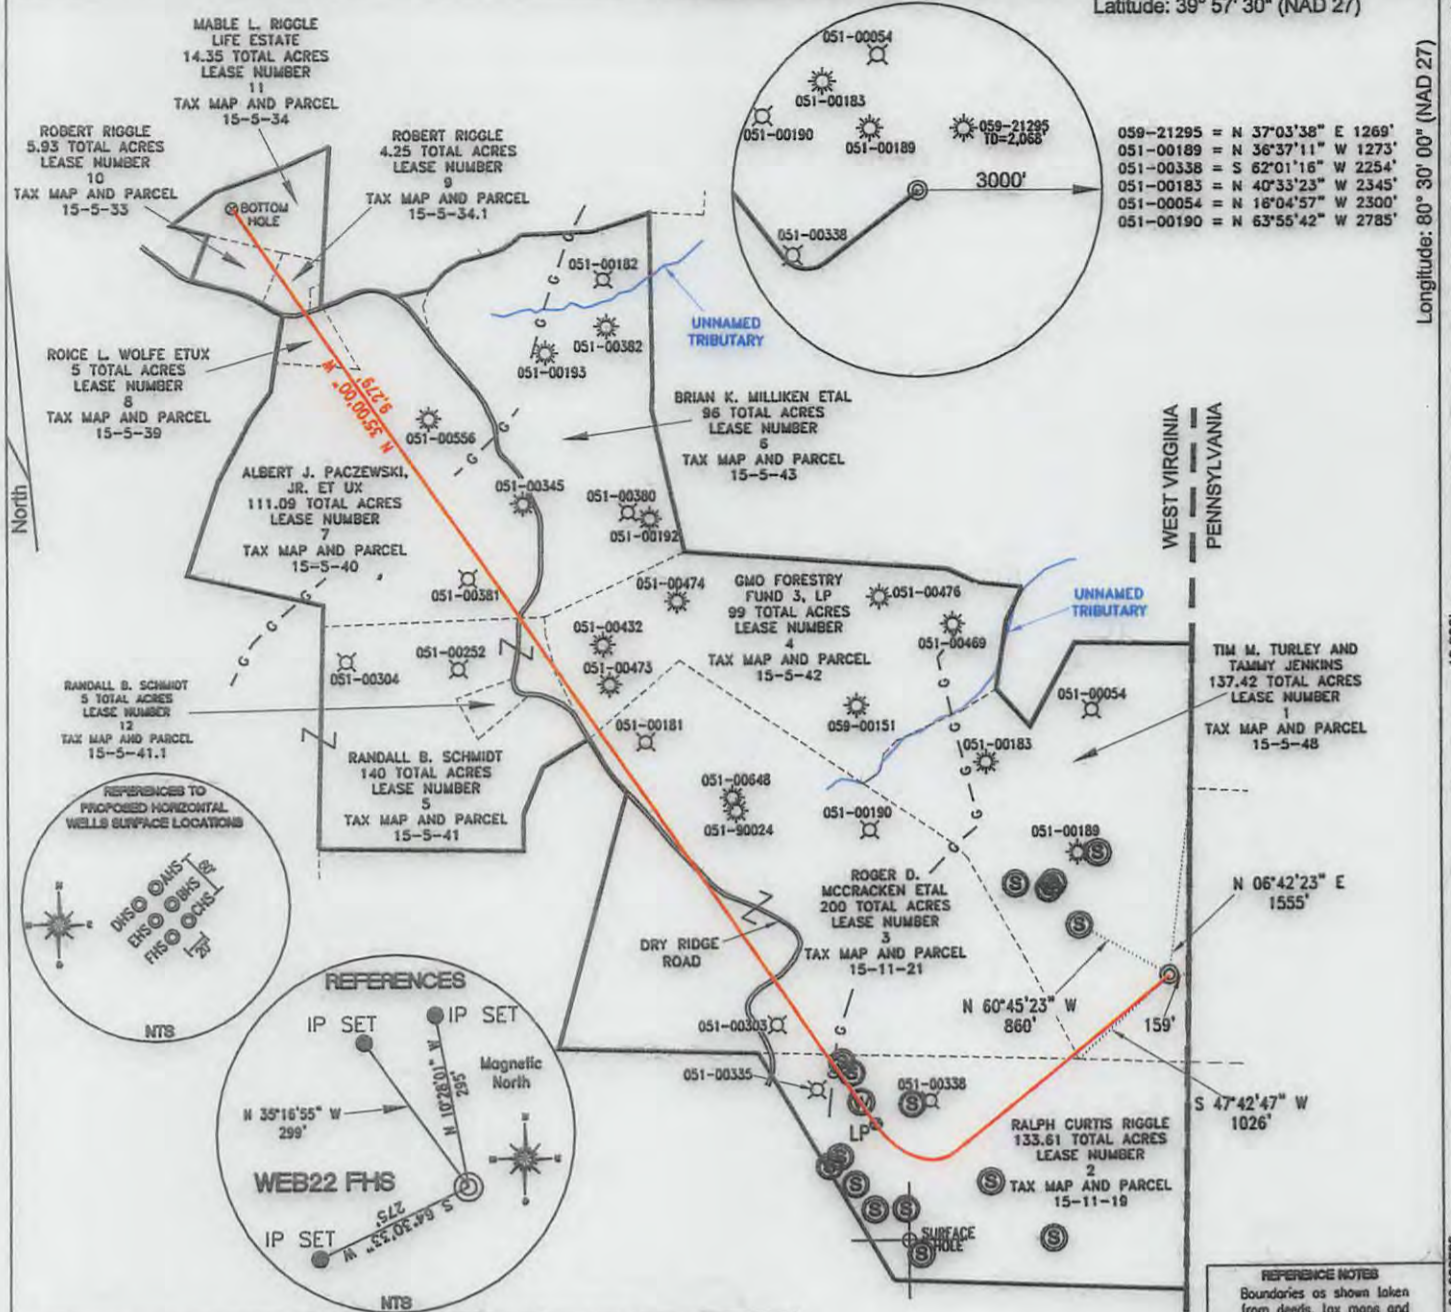 Latitude: 39° 57' 30" (NAD 27)
Longitude: 80° 30' 00" (NAD 27)
MABLE L. RIGGLE
LIFE ESTATE
14.35 TOTAL ACRES
LEASE NUMBER
11
TAX MAP AND PARCEL
15-5-34
ROBERT RIGGLE
5.93 TOTAL ACRES
LEASE NUMBER
10
TAX MAP AND PARCEL
15-5-33
ROBERT RIGGLE
4.25 TOTAL ACRES
LEASE NUMBER
9
TAX MAP AND PARCEL
15-5-34.1
BOTTOM
HOLE
051-00054
051-00183
051-00190
051-00189
059-21295
TD=2,068'
3000'
051-00338
059-21295 = N 37°03'38" E 1269'
051-00189 = N 36°37'11" W 1273'
051-00338 = S 62°01'16" W 2254'
051-00183 = N 40°33'23" W 2345'
051-00054 = N 16°04'57" W 2300'
051-00190 = N 63°55'42" W 2785'
051-00182
051-00382
051-00193
UNNAMED
TRIBUTARY
ROICE L. WOLFE ETUX
5 TOTAL ACRES
LEASE NUMBER
8
TAX MAP AND PARCEL
15-5-39
N 35°00'00" W
9,279'
051-00556
BRIAN K. MILLIKEN ETAL
96 TOTAL ACRES
LEASE NUMBER
6
TAX MAP AND PARCEL
15-5-43
WEST VIRGINIA
PENNSYLVANIA
North
ALBERT J. PACZEWSKI,
JR. ET UX
111.09 TOTAL ACRES
LEASE NUMBER
7
TAX MAP AND PARCEL
15-5-40
051-00345
051-00380
051-00192
051-00381
051-00474
GMO FORESTRY
FUND 3, LP
99 TOTAL ACRES
LEASE NUMBER
4
TAX MAP AND PARCEL
15-5-42
051-00476
051-00469
UNNAMED
TRIBUTARY
051-00432
051-00473
051-00252
051-00304
TIM M. TURLEY AND
TAMMY JENKINS
137.42 TOTAL ACRES
LEASE NUMBER
1
TAX MAP AND PARCEL
15-5-48
RANDALL B. SCHMIDT
5 TOTAL ACRES
LEASE NUMBER
12
TAX MAP AND PARCEL
15-5-41.1
051-00054
059-00151
051-00181
051-00183
RANDALL B. SCHMIDT
140 TOTAL ACRES
LEASE NUMBER
5
TAX MAP AND PARCEL
15-5-41
051-00648
051-90024
051-00190
051-00189
REFERENCES TO
PROPOSED HORIZONTAL
WELLS SURFACE LOCATIONS
AHS
BHS
CHS
DHS
EHS
FHS
60'
20'
NTS
ROGER D.
MCCRACKEN ETAL
200 TOTAL ACRES
LEASE NUMBER
3
TAX MAP AND PARCEL
15-11-21
N 06°42'23" E
1555'
DRY RIDGE
ROAD
N 60°45'23" W
860'
159'
S 47°42'47" W
1026'
REFERENCES
IP SET
IP SET
Magnetic
North
N 10°28'01" W
295'
N 35°16'55" W
299'
WEB22 FHS
S 64°30'33" W
275'
IP SET
NTS
051-00303
051-00335
051-00338
LP
RALPH CURTIS RIGGLE
133.61 TOTAL ACRES
LEASE NUMBER
2
TAX MAP AND PARCEL
15-11-19
SURFACE
HOLE
REFERENCE NOTES
Boundaries as shown taken
from deeds, tax maps and